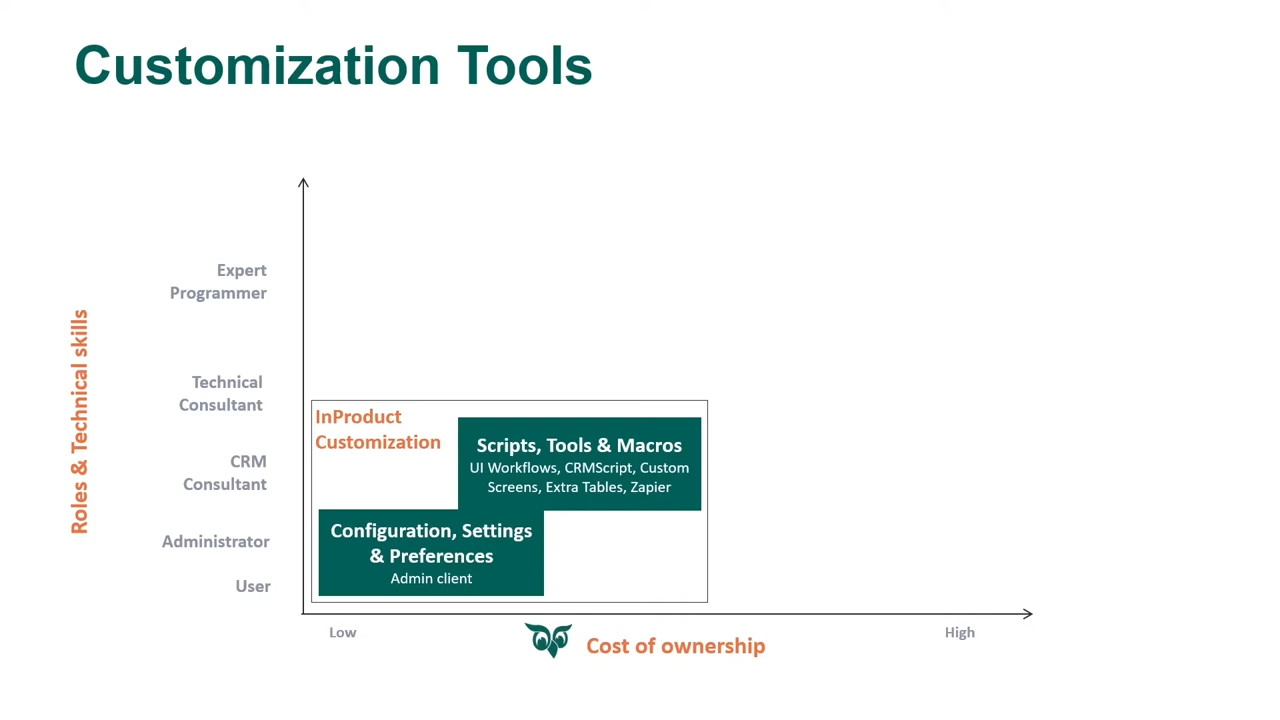 Customization Tools
Expert
Programmer
Technical
Consultant
CRM
Consultant
Administrator
User
Roles & Technical skills
InProduct
Customization
Scripts, Tools & Macros
UI Workflows, CRMScript, Custom
Screens, Extra Tables, Zapier
Configuration, Settings
& Preferences
Admin client
Low
Cost of ownership
High